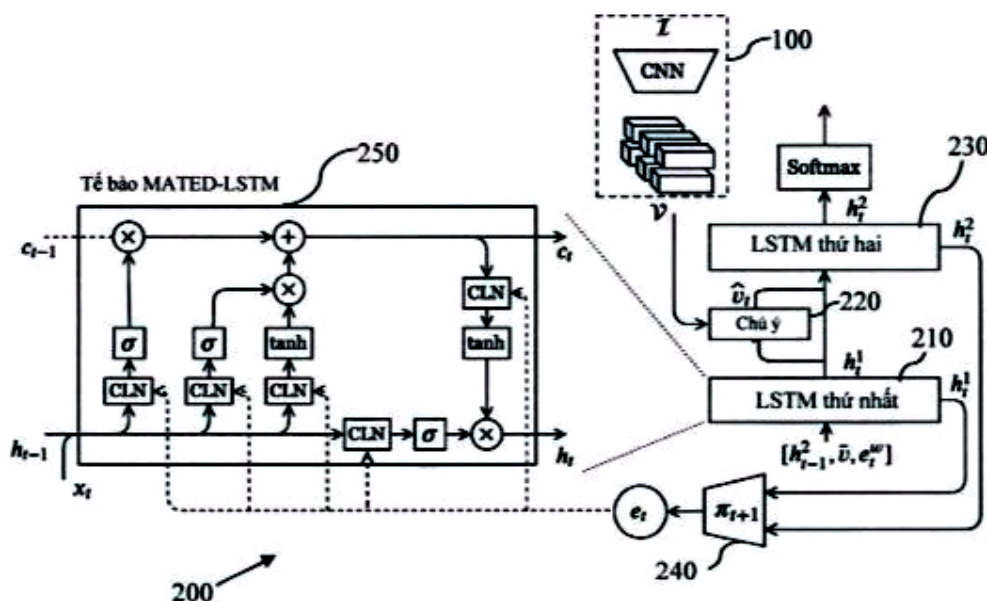 I
100
CNN
V
250
Tế bào MATED-LSTM
230
Softmax
h_t^2
LSTM thứ hai
h_t^2
v̂_t
220
Chú ý
210
h_t^1
h_t^1
LSTM thứ nhất
[h_{t-1}^2, v̄, e_t^w]
c_{t-1}
×
+
c_t
×
CLN
σ
σ
tanh
tanh
CLN
CLN
CLN
CLN
σ
×
h_{t-1}
h_t
x_t
e_t
π_{t+1}
240
200